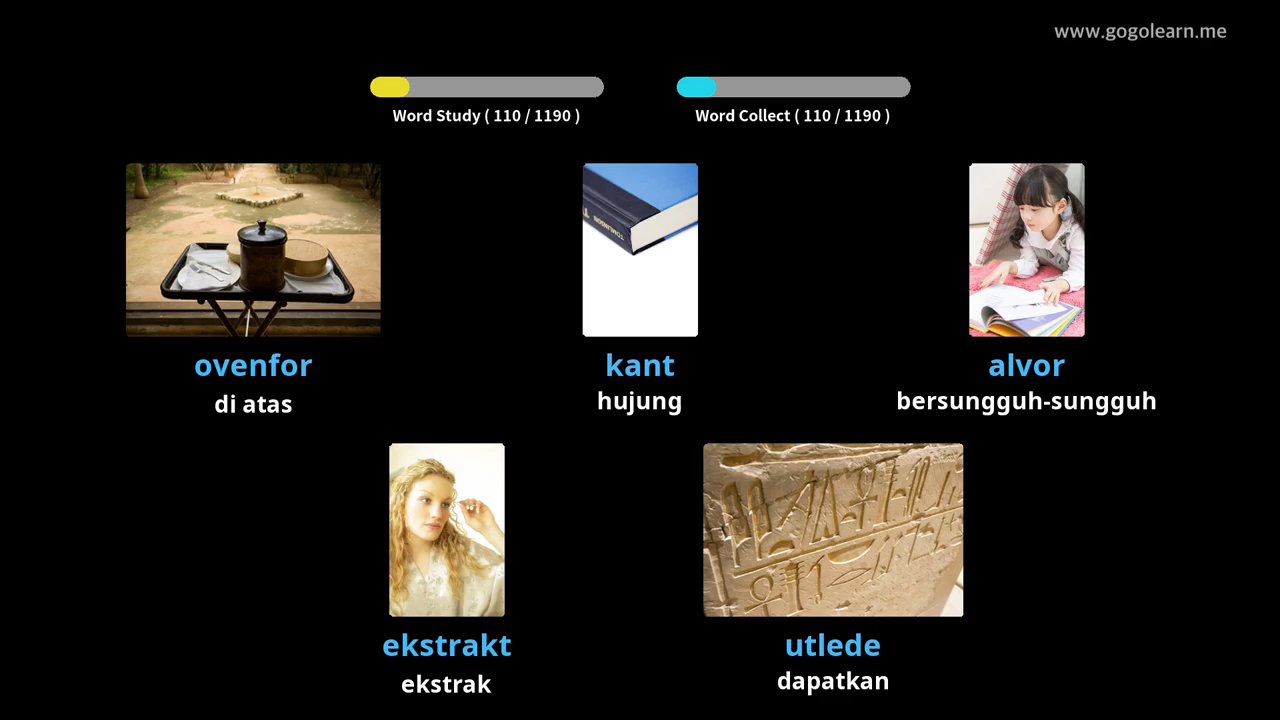 www.gogolearn.me
Word Study ( 110 / 1190 )
Word Collect ( 110 / 1190 )
TOMLINSON
ovenfor
kant
alvor
di atas
hujung
bersungguh-sungguh
ekstrakt
utlede
ekstrak
dapatkan